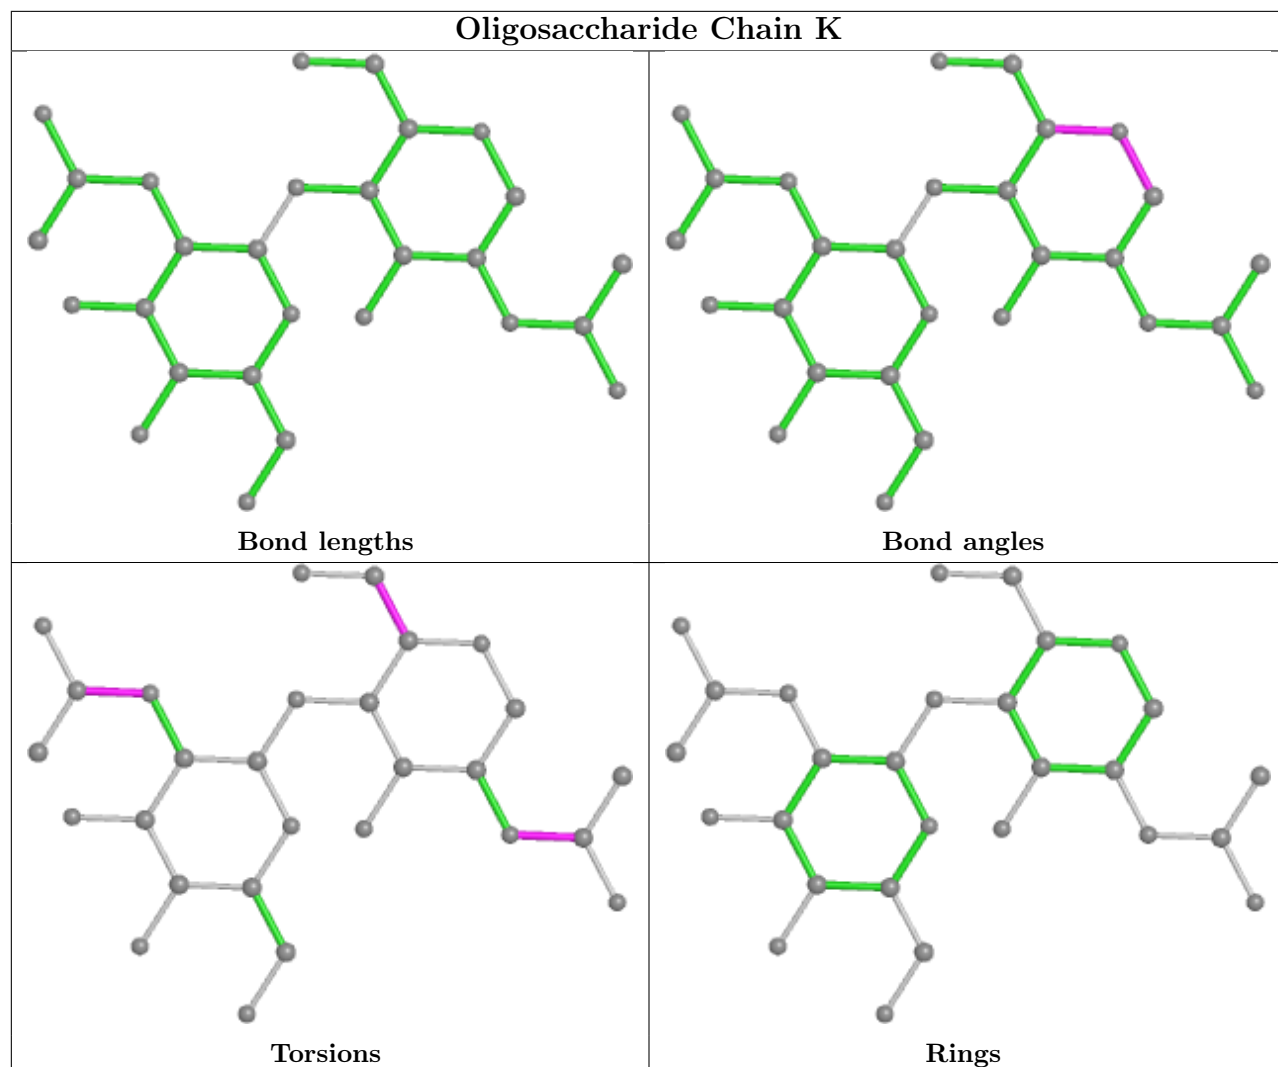 Oligosaccharide Chain K
Bond lengths
Bond angles
Torsions
Rings